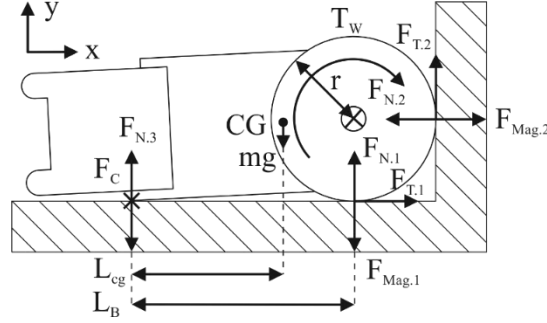 y
x
T_W
F_T.2
r
F_N.2
F_Mag.2
CG
mg
F_N.3
F_C
F_N.1
F_T.1
L_cg
F_Mag.1
L_B